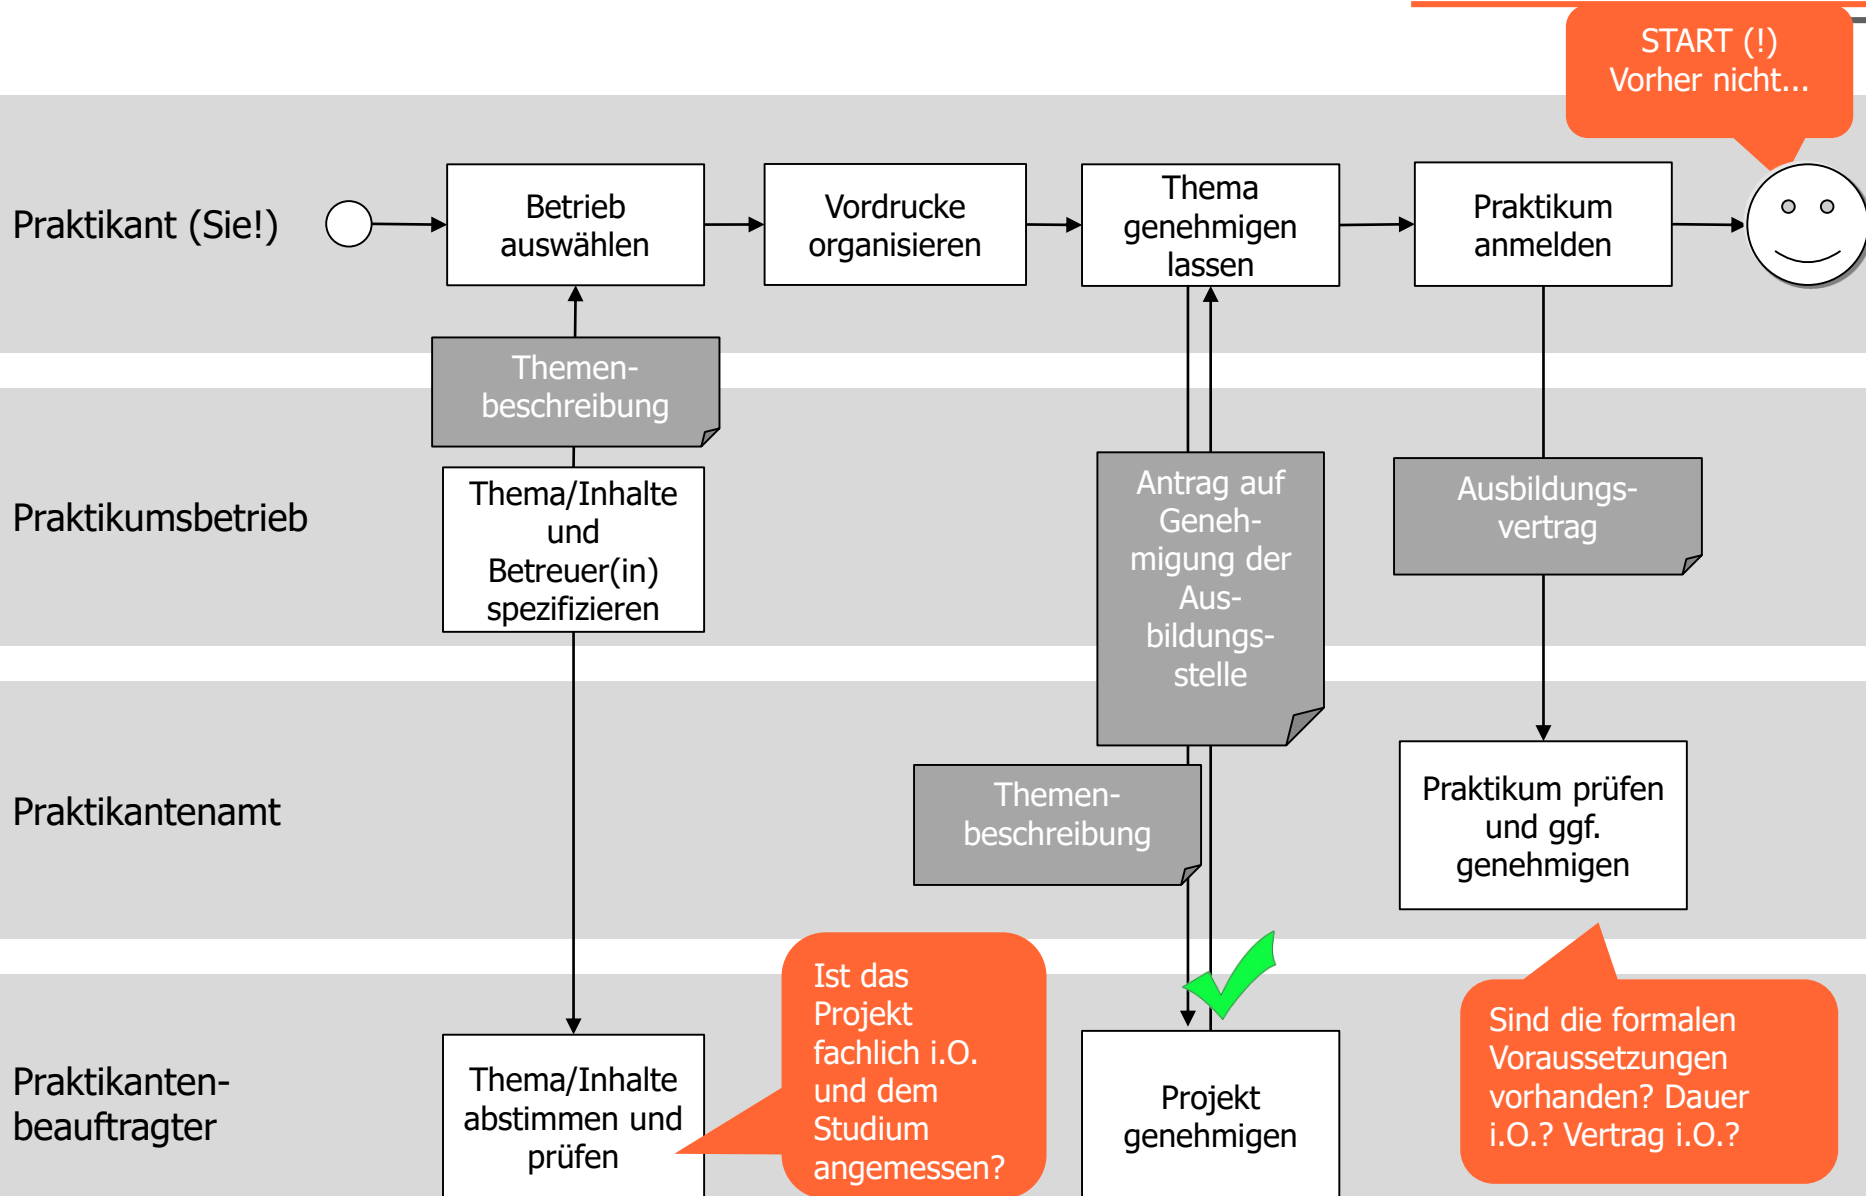 START (!)
Vorher nicht...
Praktikant (Sie!)
Betrieb
auswählen
Vordrucke
organisieren
Thema
genehmigen
lassen
Praktikum
anmelden
Themen-
beschreibung
Praktikumsbetrieb
Thema/Inhalte
und
Betreuer(in)
spezifizieren
Antrag auf
Geneh-
migung der
Aus-
bildungs-
stelle
Ausbildungs-
vertrag
Praktikantenamt
Themen-
beschreibung
Praktikum prüfen
und ggf.
genehmigen
Praktikanten-
beauftragter
Thema/Inhalte
abstimmen und
prüfen
Ist das
Projekt
fachlich i.O.
und dem
Studium
angemessen?
Projekt
genehmigen
Sind die formalen
Voraussetzungen
vorhanden? Dauer
i.O.? Vertrag i.O.?